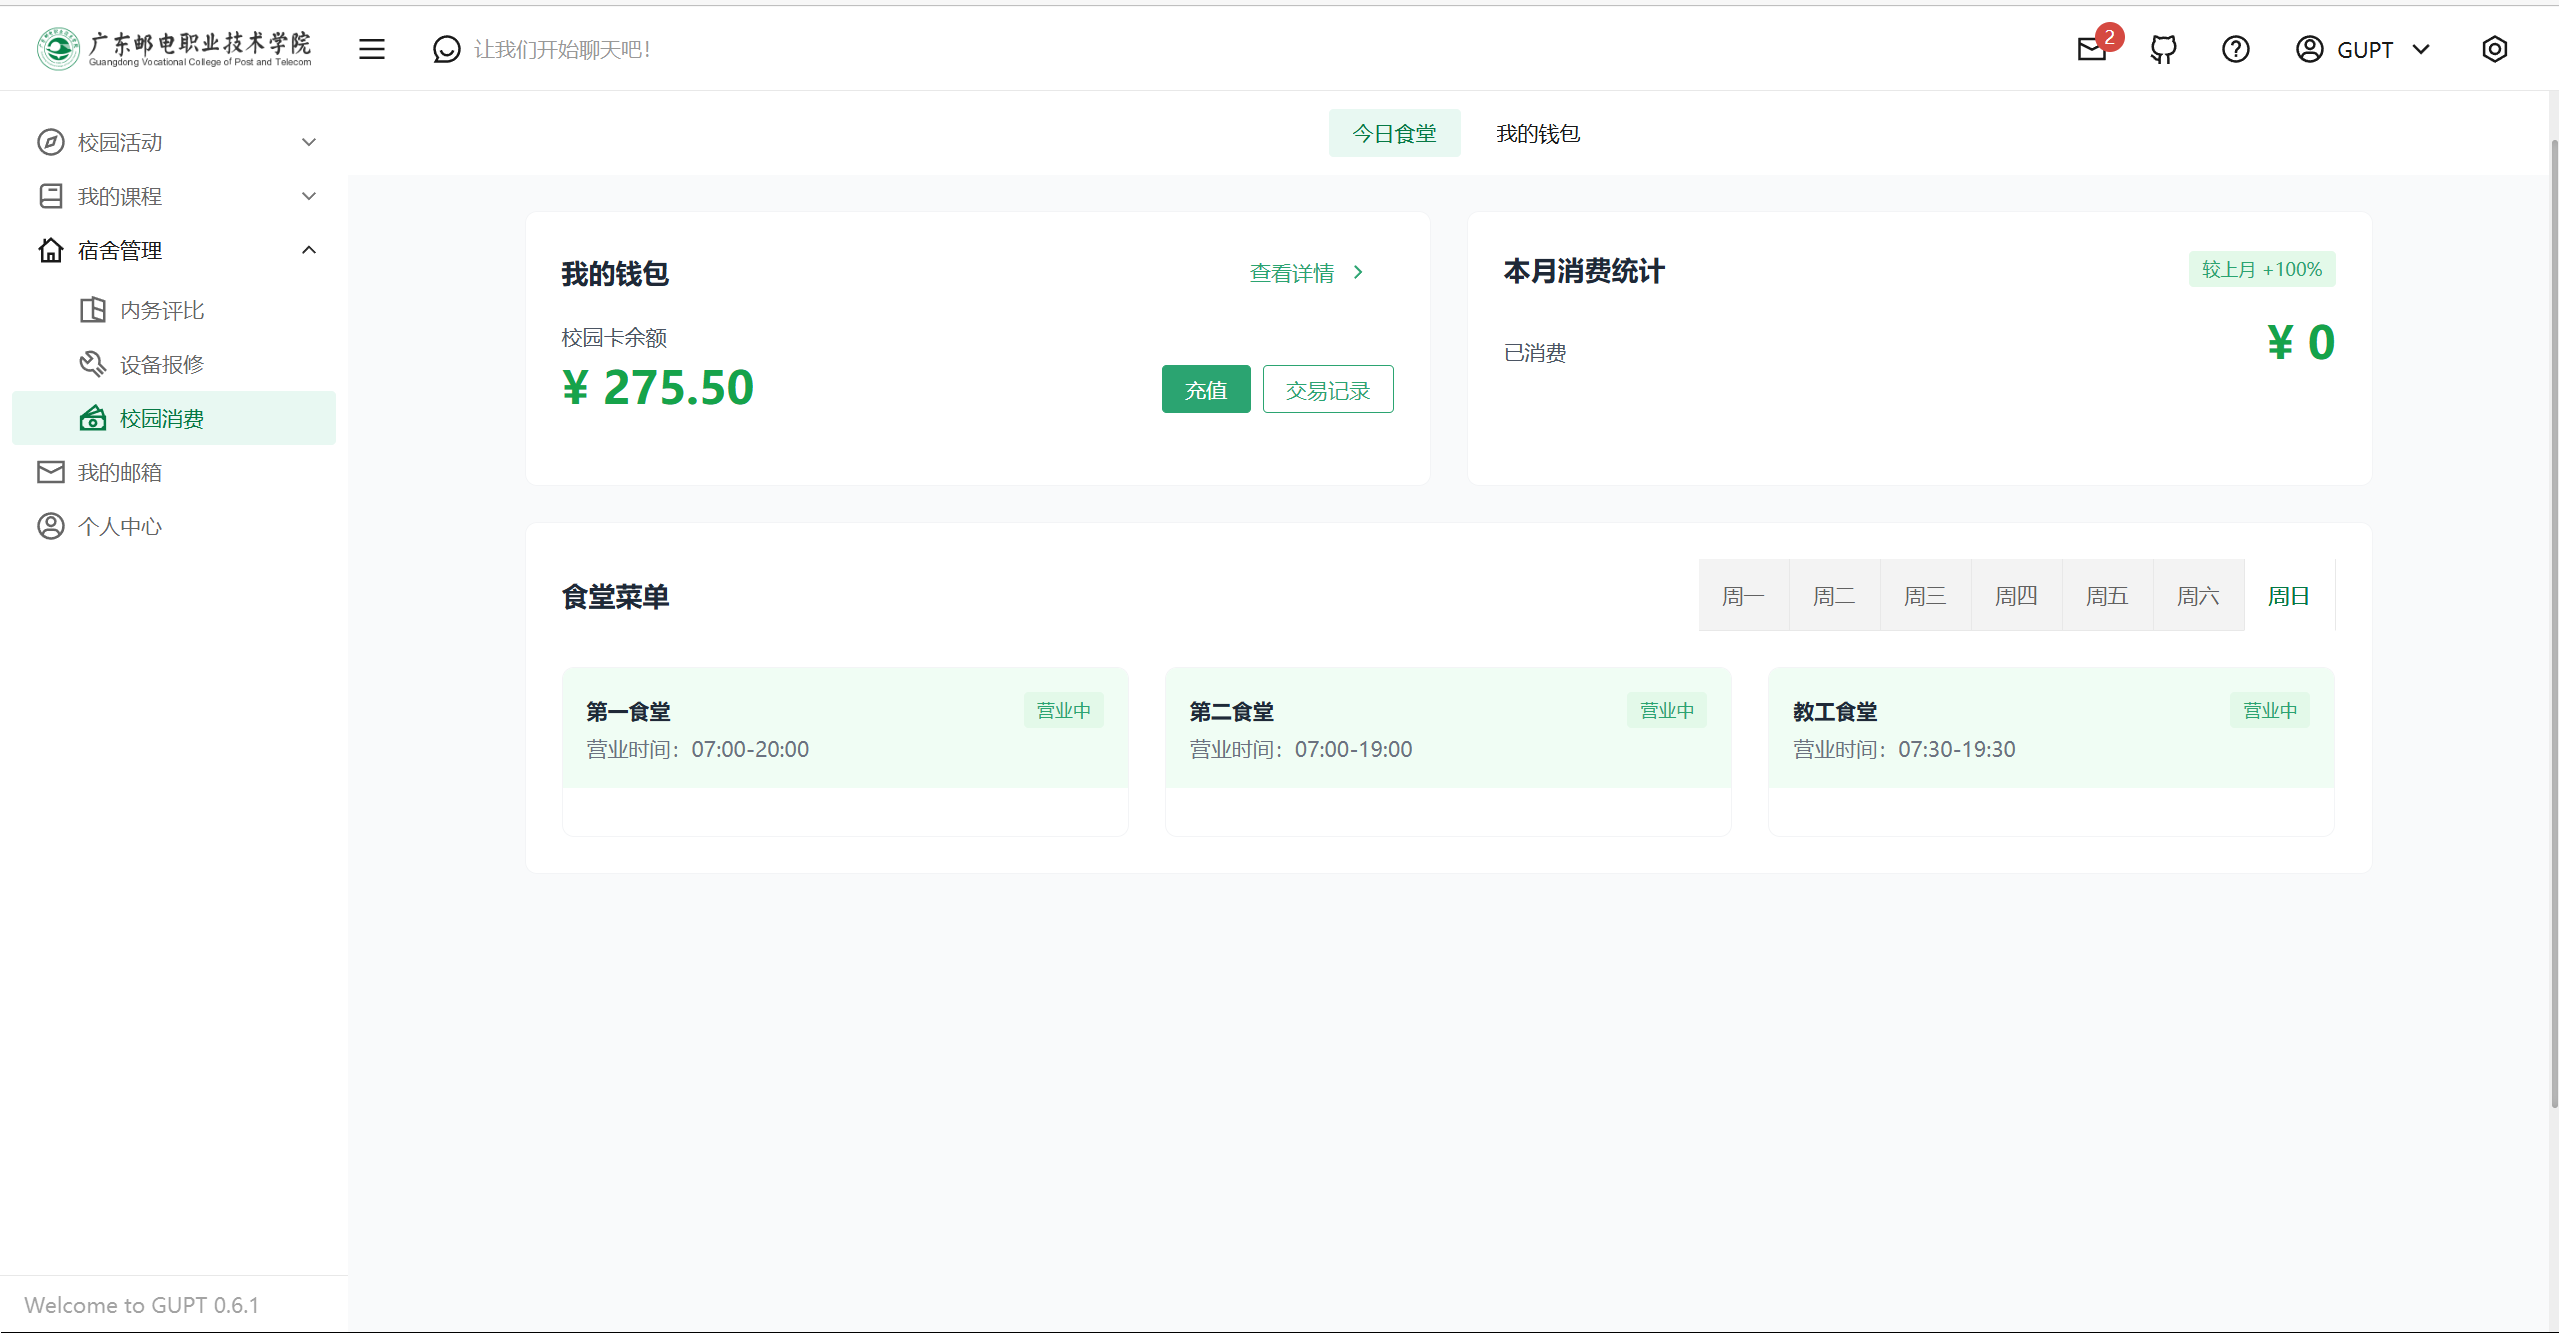 广东邮电职业技术学院
Guangdong Vocational College of Post and Telecom
让我们开始聊天吧！
2
GUPT
校园活动
我的课程
宿舍管理
内务评比
设备报修
校园消费
我的邮箱
个人中心
Welcome to GUPT 0.6.1
今日食堂 我的钱包
我的钱包 查看详情
校园卡余额
¥ 275.50
充值 交易记录
本月消费统计 较上月 +100%
已消费 ¥ 0
食堂菜单
周一 周二 周三 周四 周五 周六 周日
第一食堂 营业中
营业时间：07:00-20:00
第二食堂 营业中
营业时间：07:00-19:00
教工食堂 营业中
营业时间：07:30-19:30